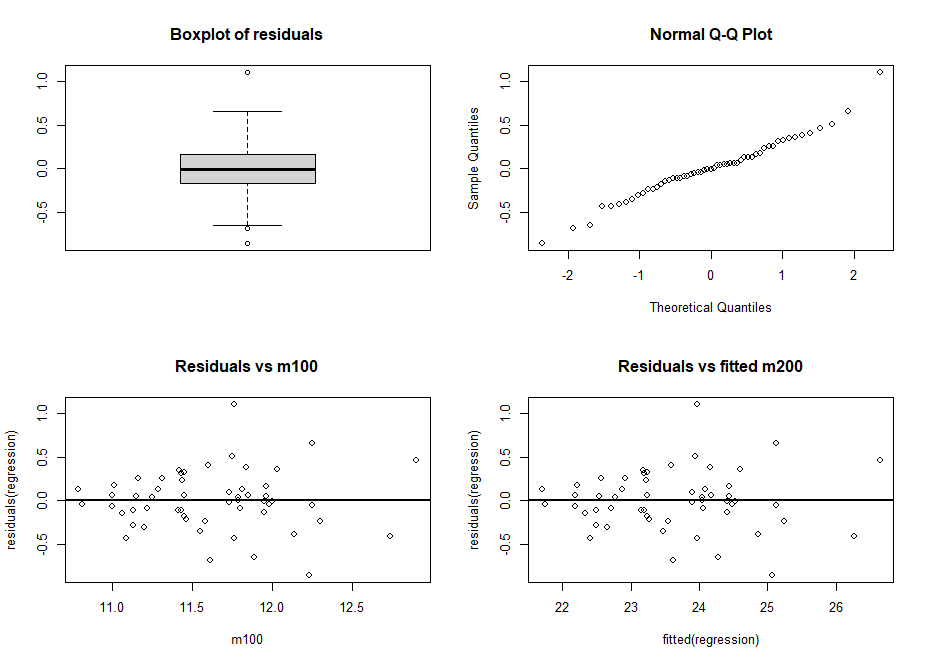 Boxplot of residuals
1.0
0.5
0.0
-0.5
Normal Q-Q Plot
Sample Quantiles
1.0
0.5
0.0
-0.5
-2 -1 0 1 2
Theoretical Quantiles
Residuals vs m100
residuals(regression)
1.0
0.5
0.0
-0.5
11.0 11.5 12.0 12.5
m100
Residuals vs fitted m200
residuals(regression)
1.0
0.5
0.0
-0.5
22 23 24 25 26
fitted(regression)